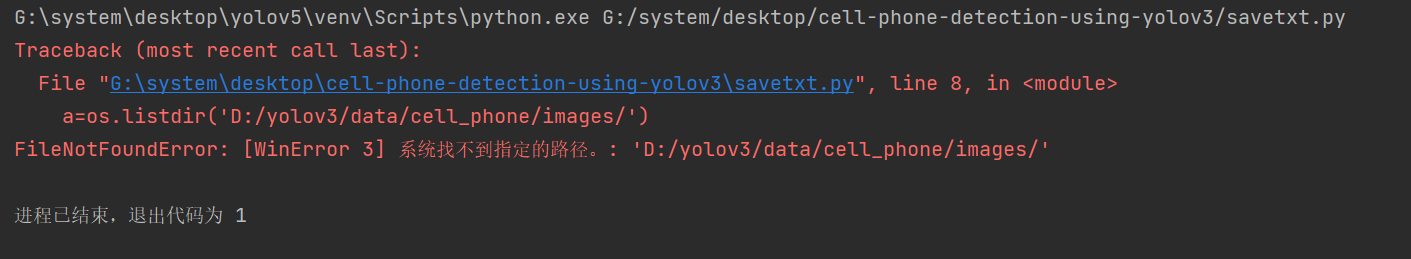 G:\system\desktop\yolov5\venv\Scripts\python.exe G:/system/desktop/cell-phone-detection-using-yolov3/savetxt.py
Traceback (most recent call last):
  File "G:\system\desktop\cell-phone-detection-using-yolov3\savetxt.py", line 8, in <module>
    a=os.listdir('D:/yolov3/data/cell_phone/images/')
FileNotFoundError: [WinError 3] 系统找不到指定的路径。: 'D:/yolov3/data/cell_phone/images/'
进程已结束，退出代码为 1